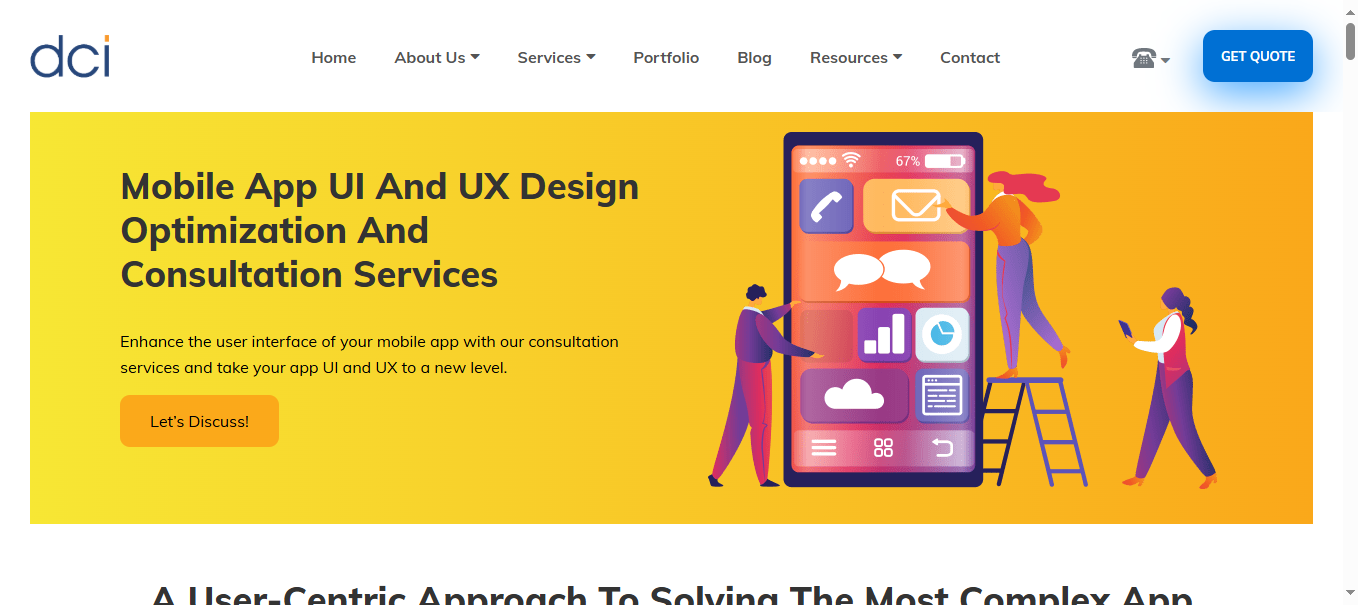 dci
Home About Us Services Portfolio Blog Resources Contact GET QUOTE
Mobile App UI And UX Design
Optimization And
Consultation Services
Enhance the user interface of your mobile app with our consultation
services and take your app UI and UX to a new level.
Let’s Discuss!
67%
A User-Centric Approach To Solving The Most Complex App